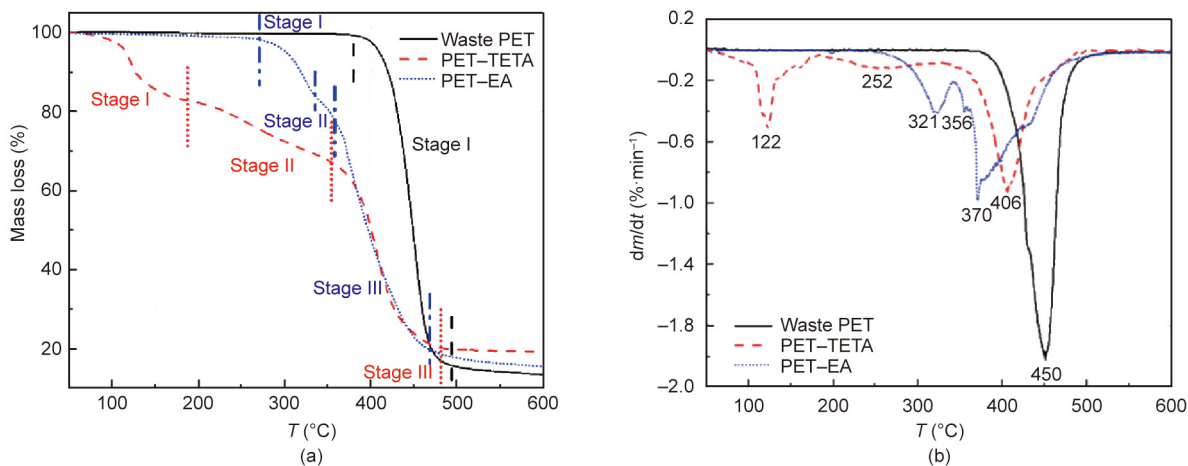 100
80
60
40
20
Mass loss (%)
Stage I
Waste PET
PET–TETA
PET–EA
Stage I
Stage II
Stage II
Stage I
Stage III
Stage III
100
200
300
400
500
600
T (°C)
(a)
0.2
−0.2
−0.6
−1.0
−1.4
−1.8
−2.0
dm/dt (%·min⁻¹)
252
122
321
356
370
406
Waste PET
PET–TETA
PET–EA
450
100
200
300
400
500
600
T (°C)
(b)